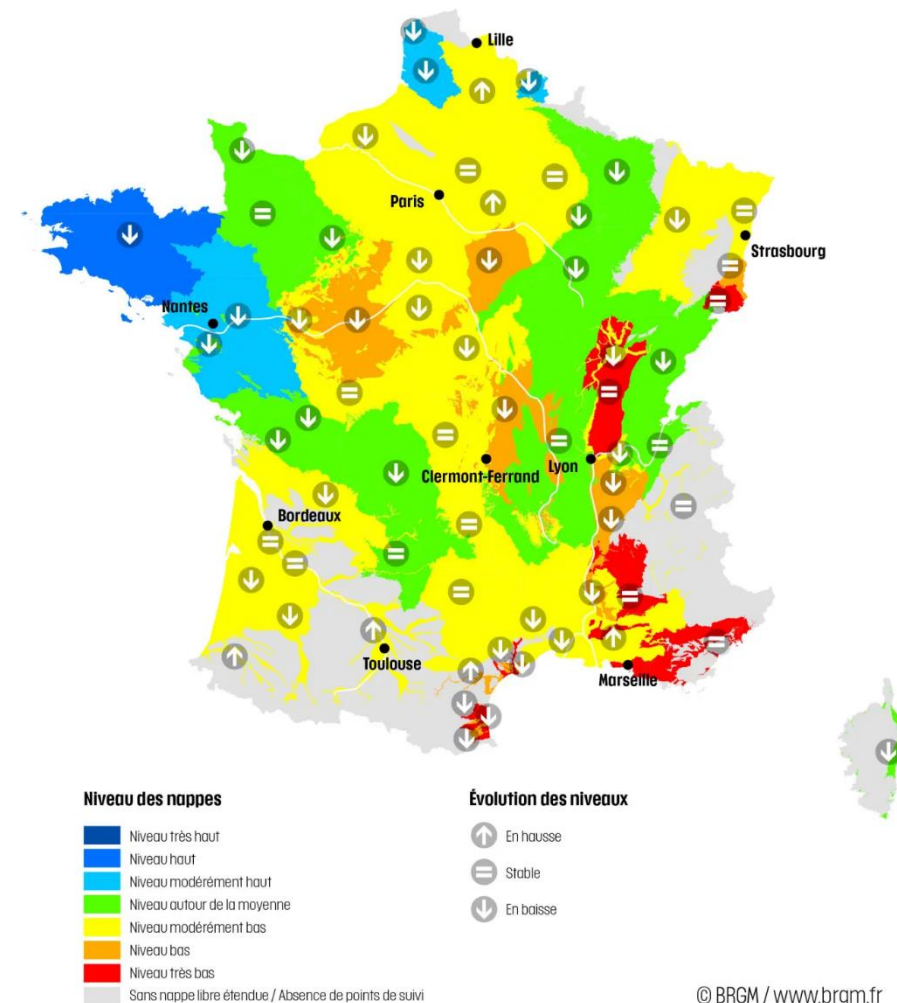 Lille
Paris
Strasbourg
Nantes
Clermont-Ferrand
Lyon
Bordeaux
Toulouse
Marseille
Niveau des nappes
Niveau très haut
Niveau haut
Niveau modérément haut
Niveau autour de la moyenne
Niveau modérément bas
Niveau bas
Niveau très bas
Sans nappe libre étendue / Absence de points de suivi
Évolution des niveaux
En hausse
Stable
En baisse
© BRGM / www.brgm.fr